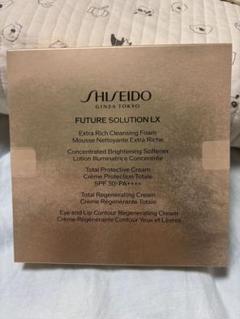 SHISEIDO
GINZA TOKYO
FUTURE SOLUTION LX
Extra Rich Cleansing Foam
Mousse Nettoyante Extra Riche
Concentrated Brightening Softener
Lotion Illuminatrice Concentrée
Total Protective Cream
Crème Protection Totale
SPF 30・PA++++
Total Regenerating Cream
Crème Régénérante Totale
Eye and Lip Contour Regenerating Cream
Crème Régénérante Contour Yeux et Lèvres